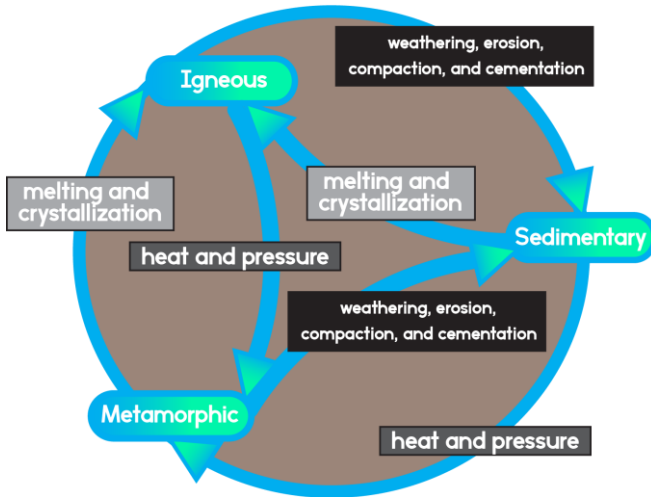 weathering, erosion,
compaction, and cementation
Igneous
melting and
crystallization
melting and
crystallization
Sedimentary
heat and pressure
weathering, erosion,
compaction, and cementation
Metamorphic
heat and pressure